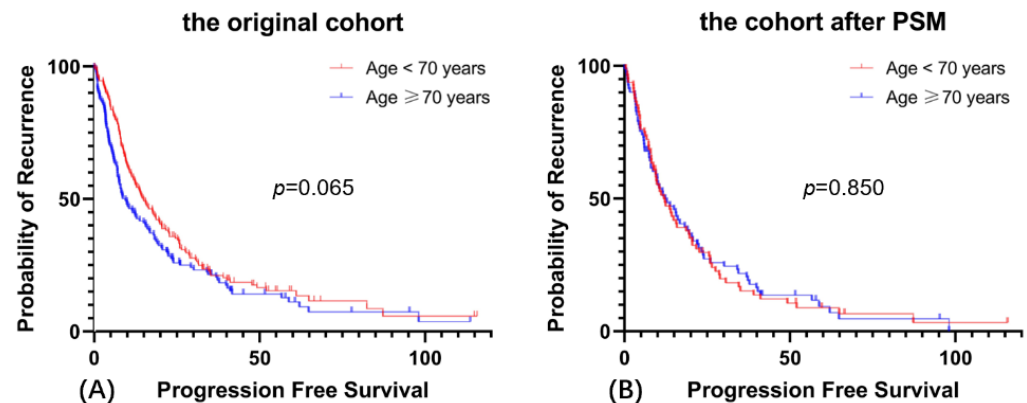 the original cohort
Probability of Recurrence
100
50
0
0
50
100
Age < 70 years
Age ⩾70 years
p=0.065
Progression Free Survival
(A)
the cohort after PSM
Probability of Recurrence
100
50
0
0
50
100
Age < 70 years
Age ⩾70 years
p=0.850
Progression Free Survival
(B)